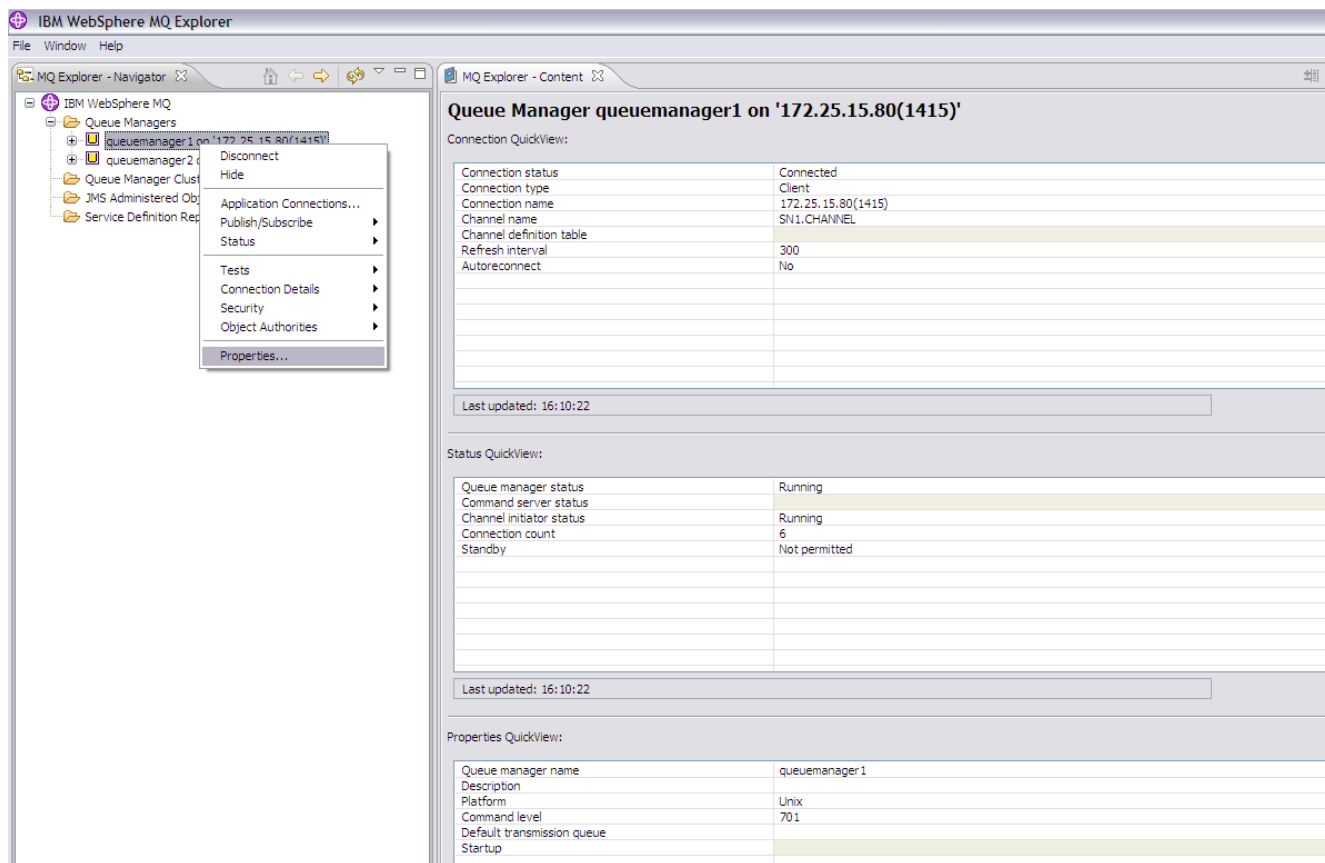 IBM WebSphere MQ Explorer
File Window Help
MQ Explorer - Navigator
IBM WebSphere MQ
Queue Managers
queuemanager1 on '172.25.15.80(1415)'
queuemanager2
Queue Manager Clust
JMS Administered Obj
Service Definition Rep
Disconnect
Hide
Application Connections...
Publish/Subscribe
Status
Tests
Connection Details
Security
Object Authorities
Properties...
MQ Explorer - Content
Queue Manager queuemanager1 on '172.25.15.80(1415)'
Connection QuickView:
Connection status Connected
Connection type Client
Connection name 172.25.15.80(1415)
Channel name SN1.CHANNEL
Channel definition table
Refresh interval 300
Autoreconnect No
Last updated: 16:10:22
Status QuickView:
Queue manager status Running
Command server status
Channel initiator status Running
Connection count 6
Standby Not permitted
Last updated: 16:10:22
Properties QuickView:
Queue manager name queuemanager1
Description
Platform Unix
Command level 701
Default transmission queue
Startup